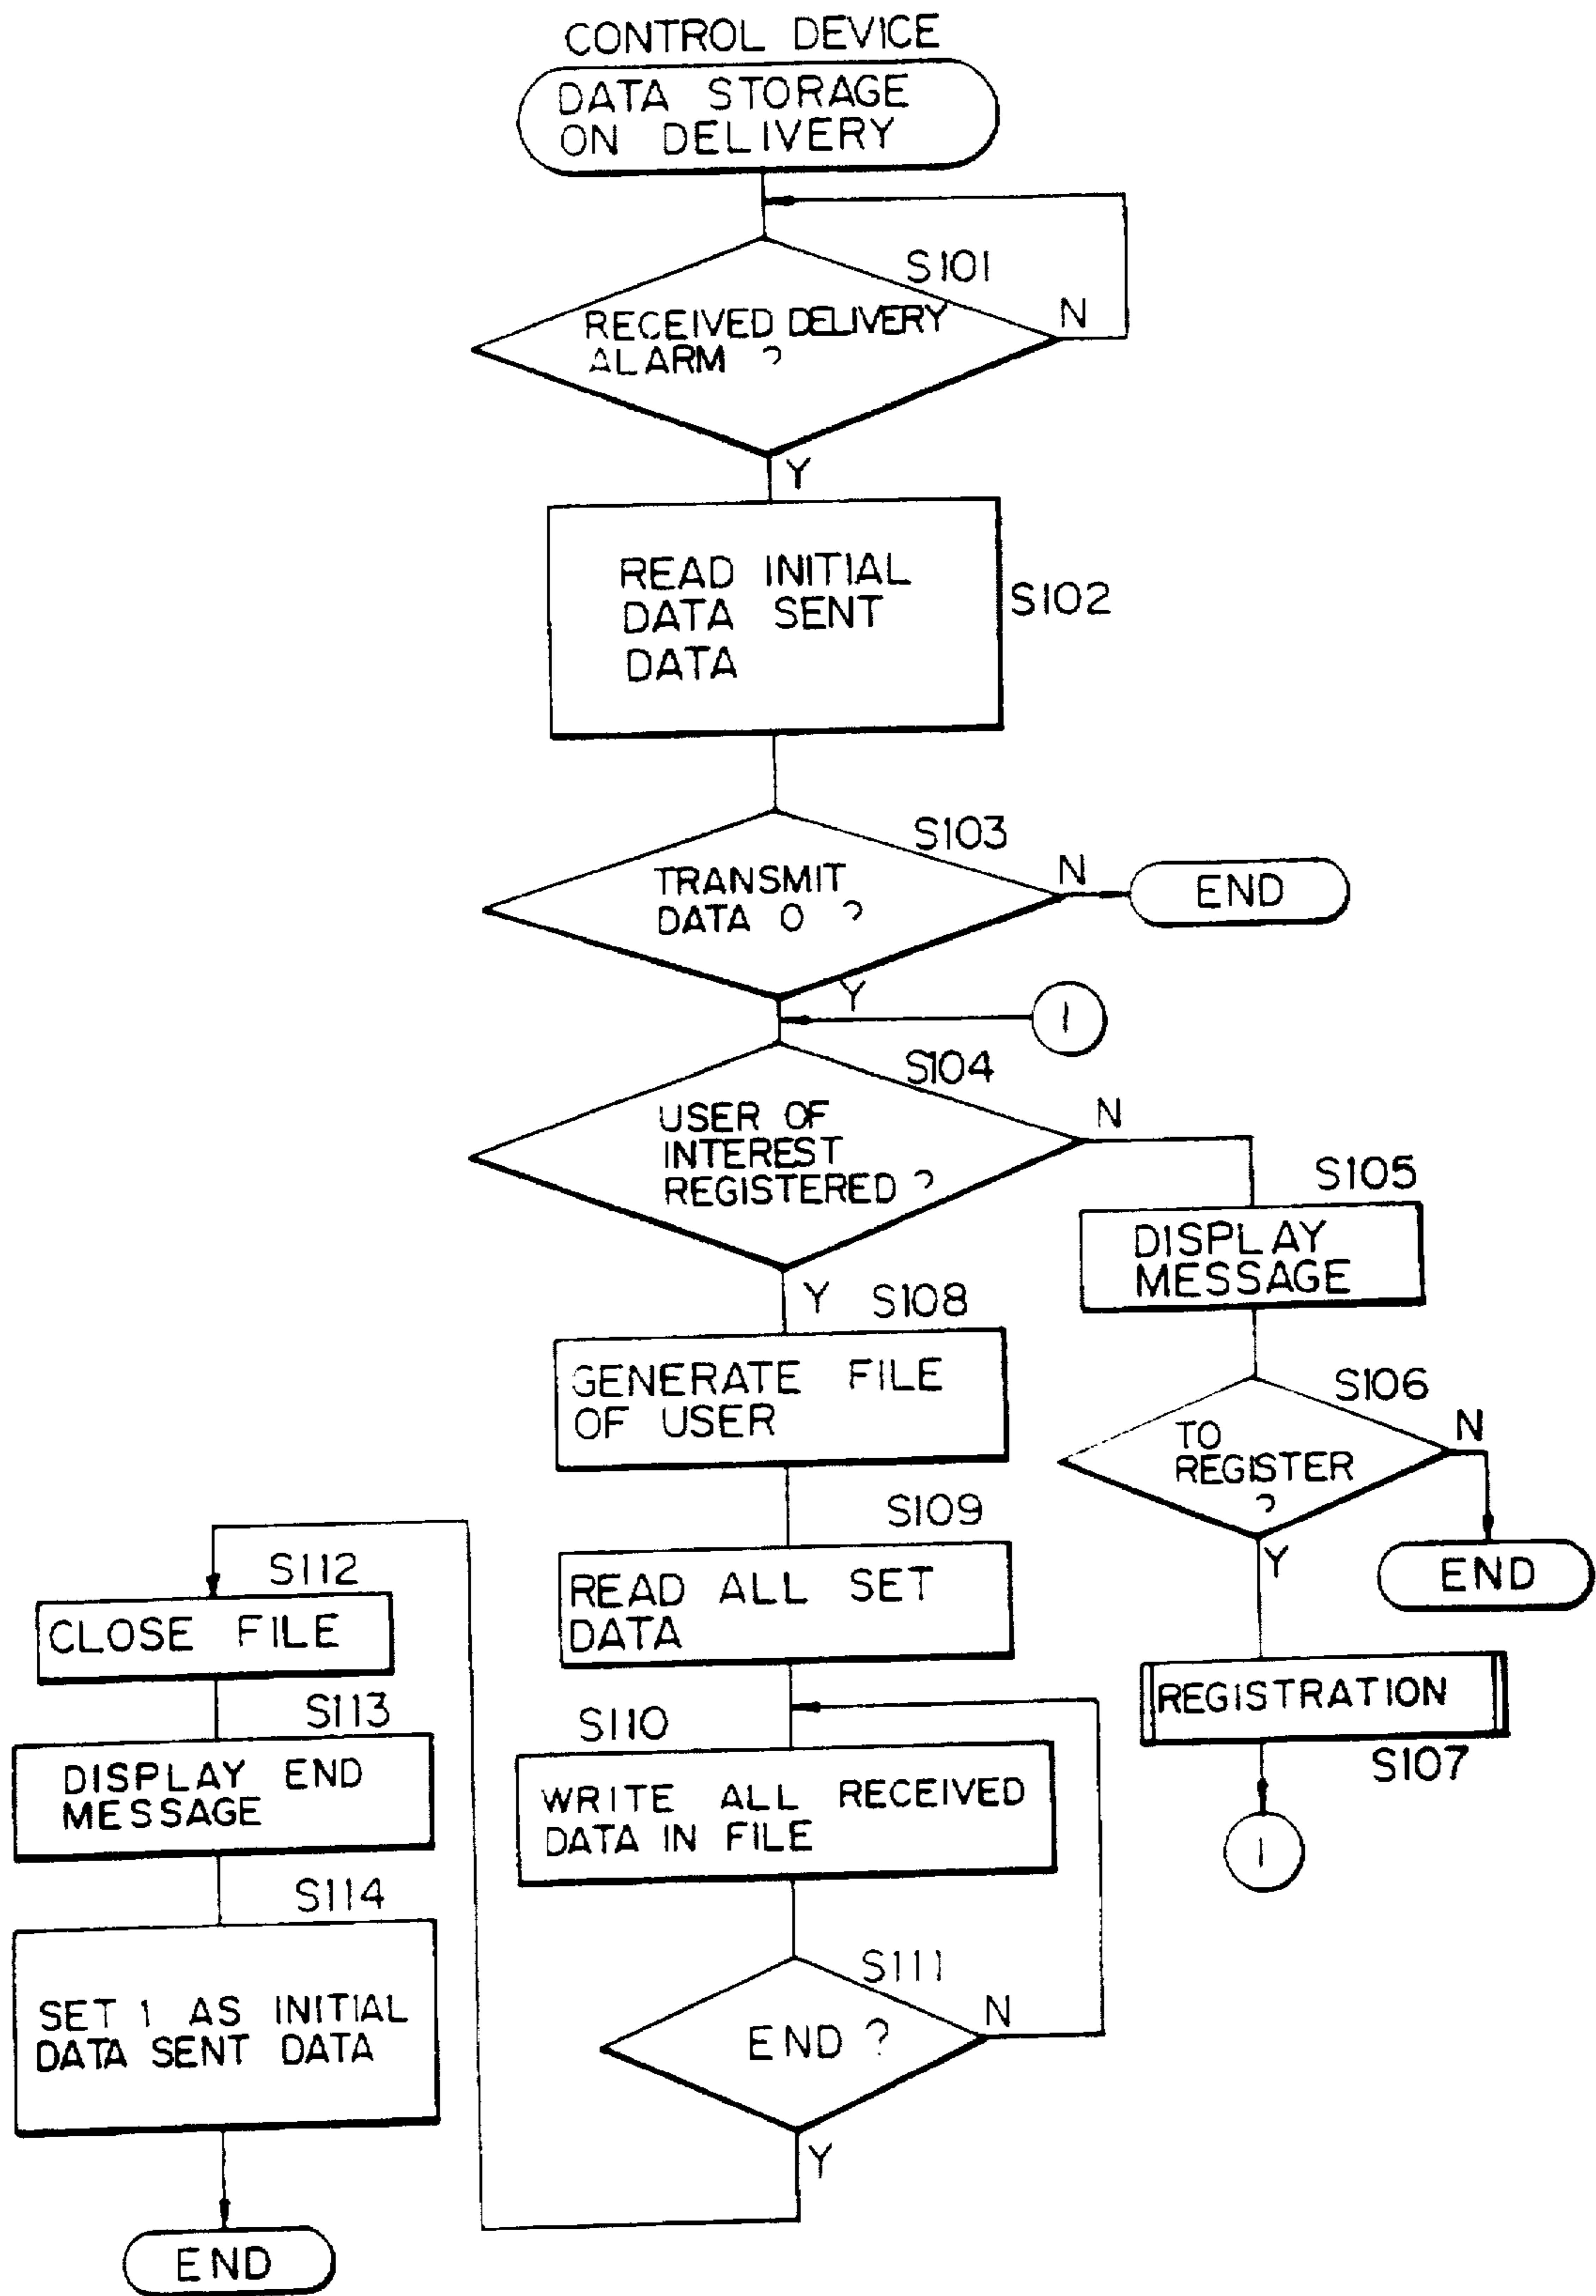 CONTROL DEVICE
DATA STORAGE
ON DELIVERY
S101
RECEIVED DELIVERY
ALARM ?
N
Y
READ INITIAL
DATA SENT
DATA
S102
S103
TRANSMIT
DATA 0 ?
N
END
Y
1
S104
USER OF
INTEREST
REGISTERED ?
N
S105
DISPLAY
MESSAGE
S106
TO
REGISTER
?
N
END
Y
REGISTRATION
S107
1
Y
S108
GENERATE FILE
OF USER
S109
READ ALL SET
DATA
S110
WRITE ALL RECEIVED
DATA IN FILE
S111
END ?
N
Y
S112
CLOSE FILE
S113
DISPLAY END
MESSAGE
S114
SET 1 AS INITIAL
DATA SENT DATA
END